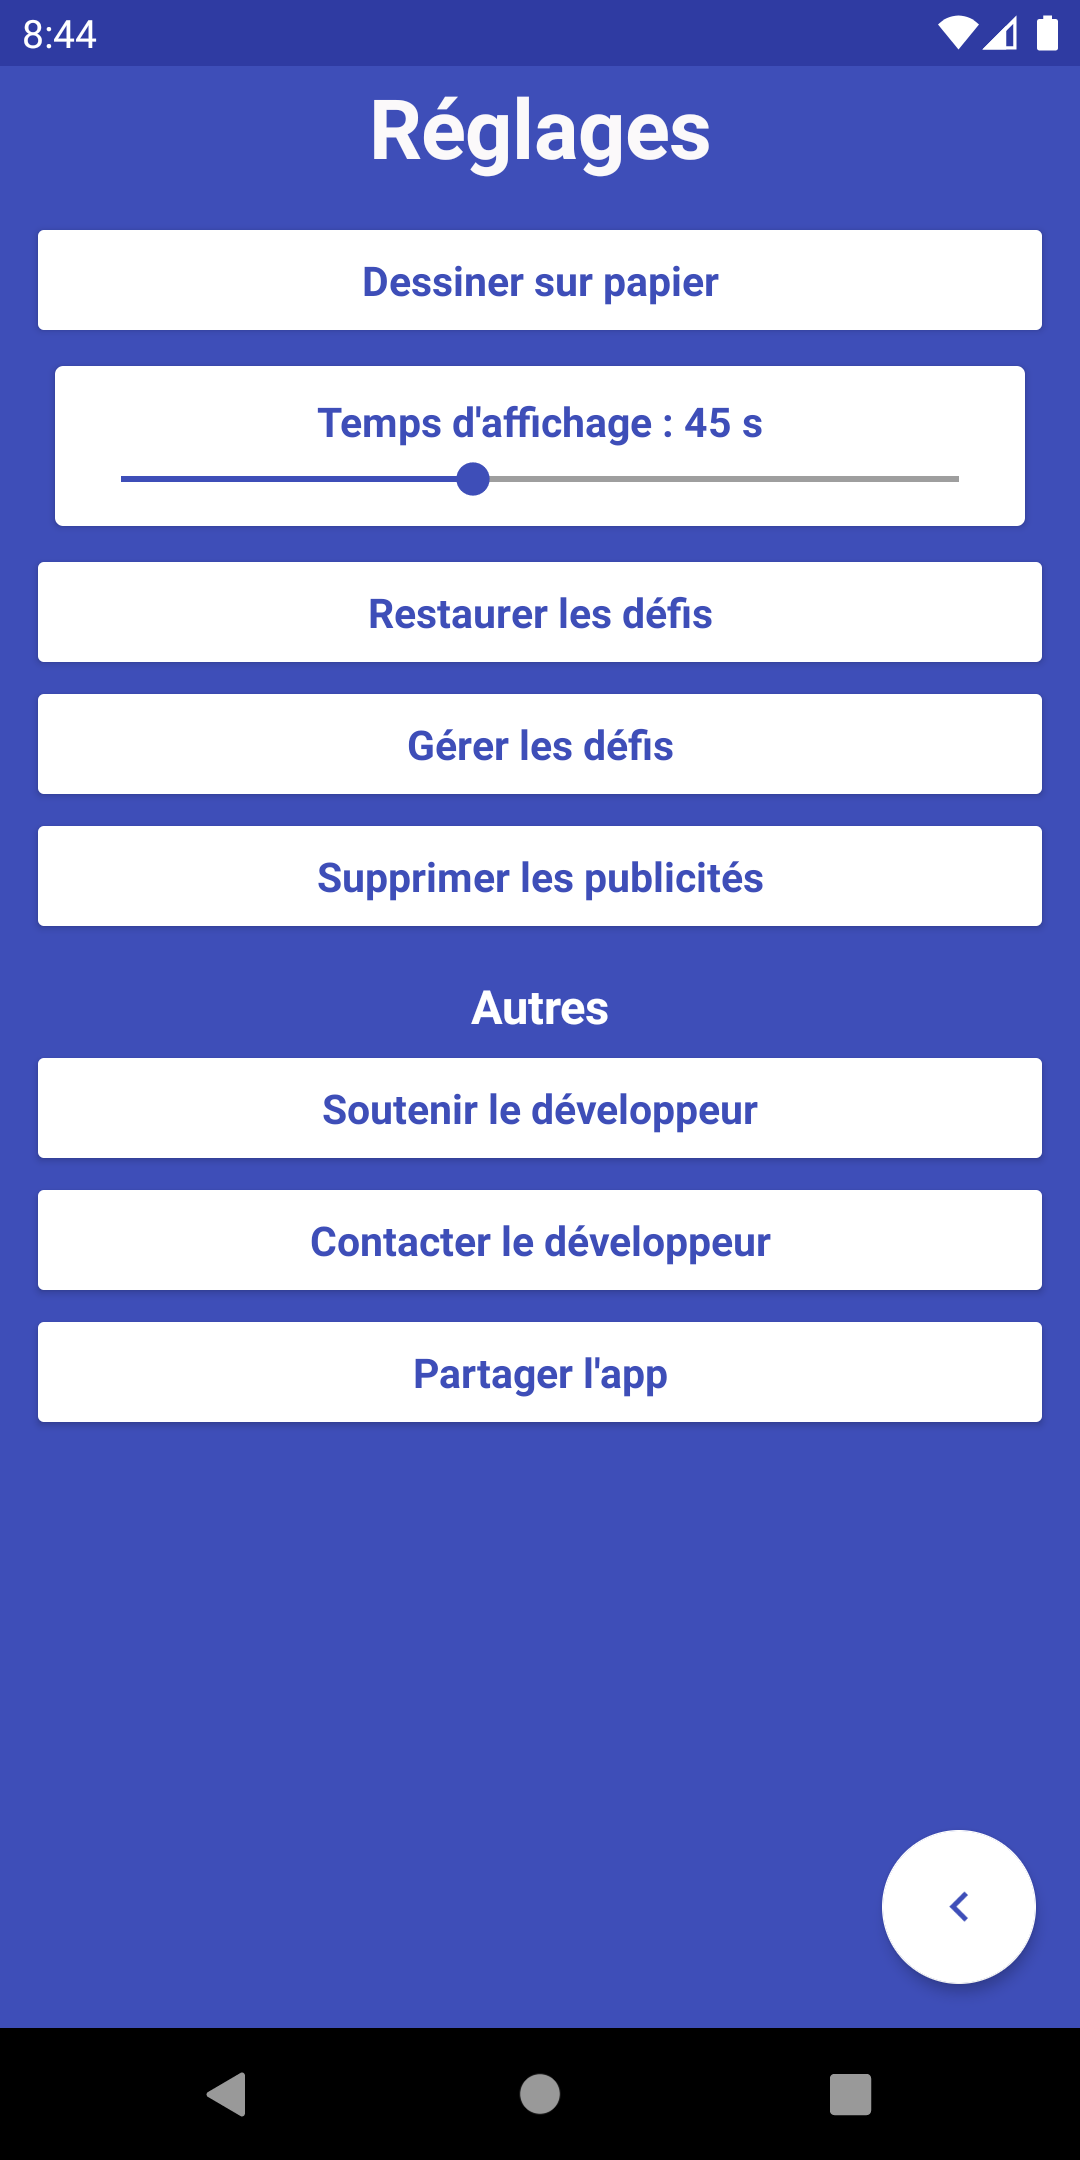 8:44
Réglages
Dessiner sur papier
Temps d'affichage : 45 s
Restaurer les défis
Gérer les défis
Supprimer les publicités
Autres
Soutenir le développeur
Contacter le développeur
Partager l'app